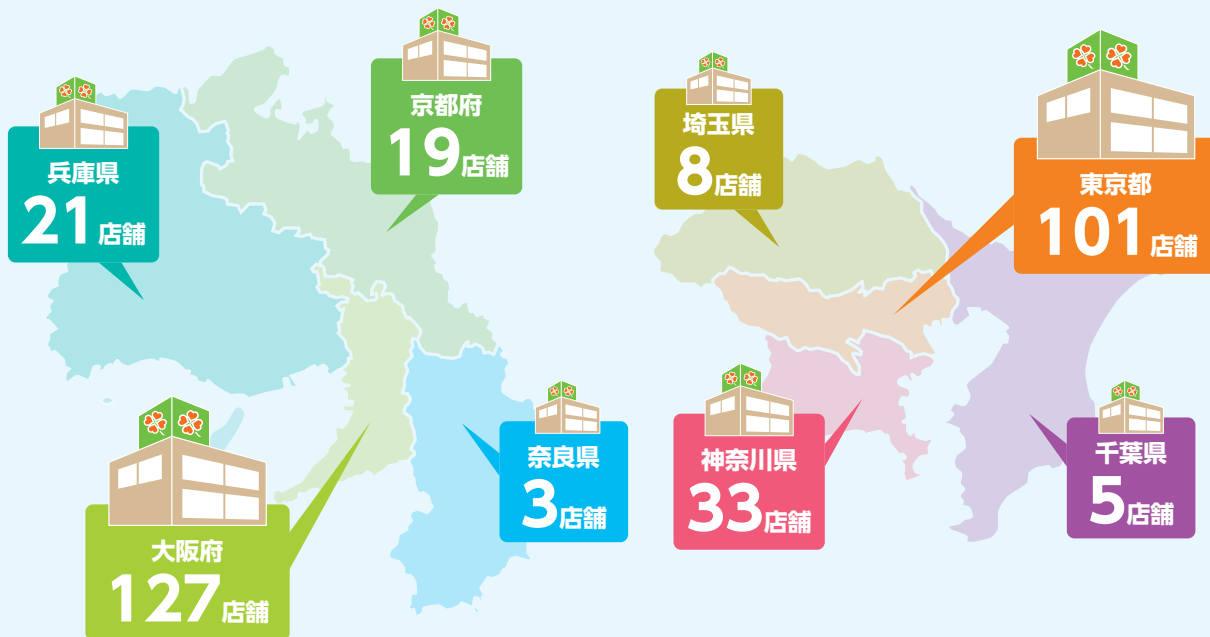 兵庫県
21店舗
京都府
19店舗
大阪府
127店舗
奈良県
3店舗
埼玉県
8店舗
東京都
101店舗
神奈川県
33店舗
千葉県
5店舗